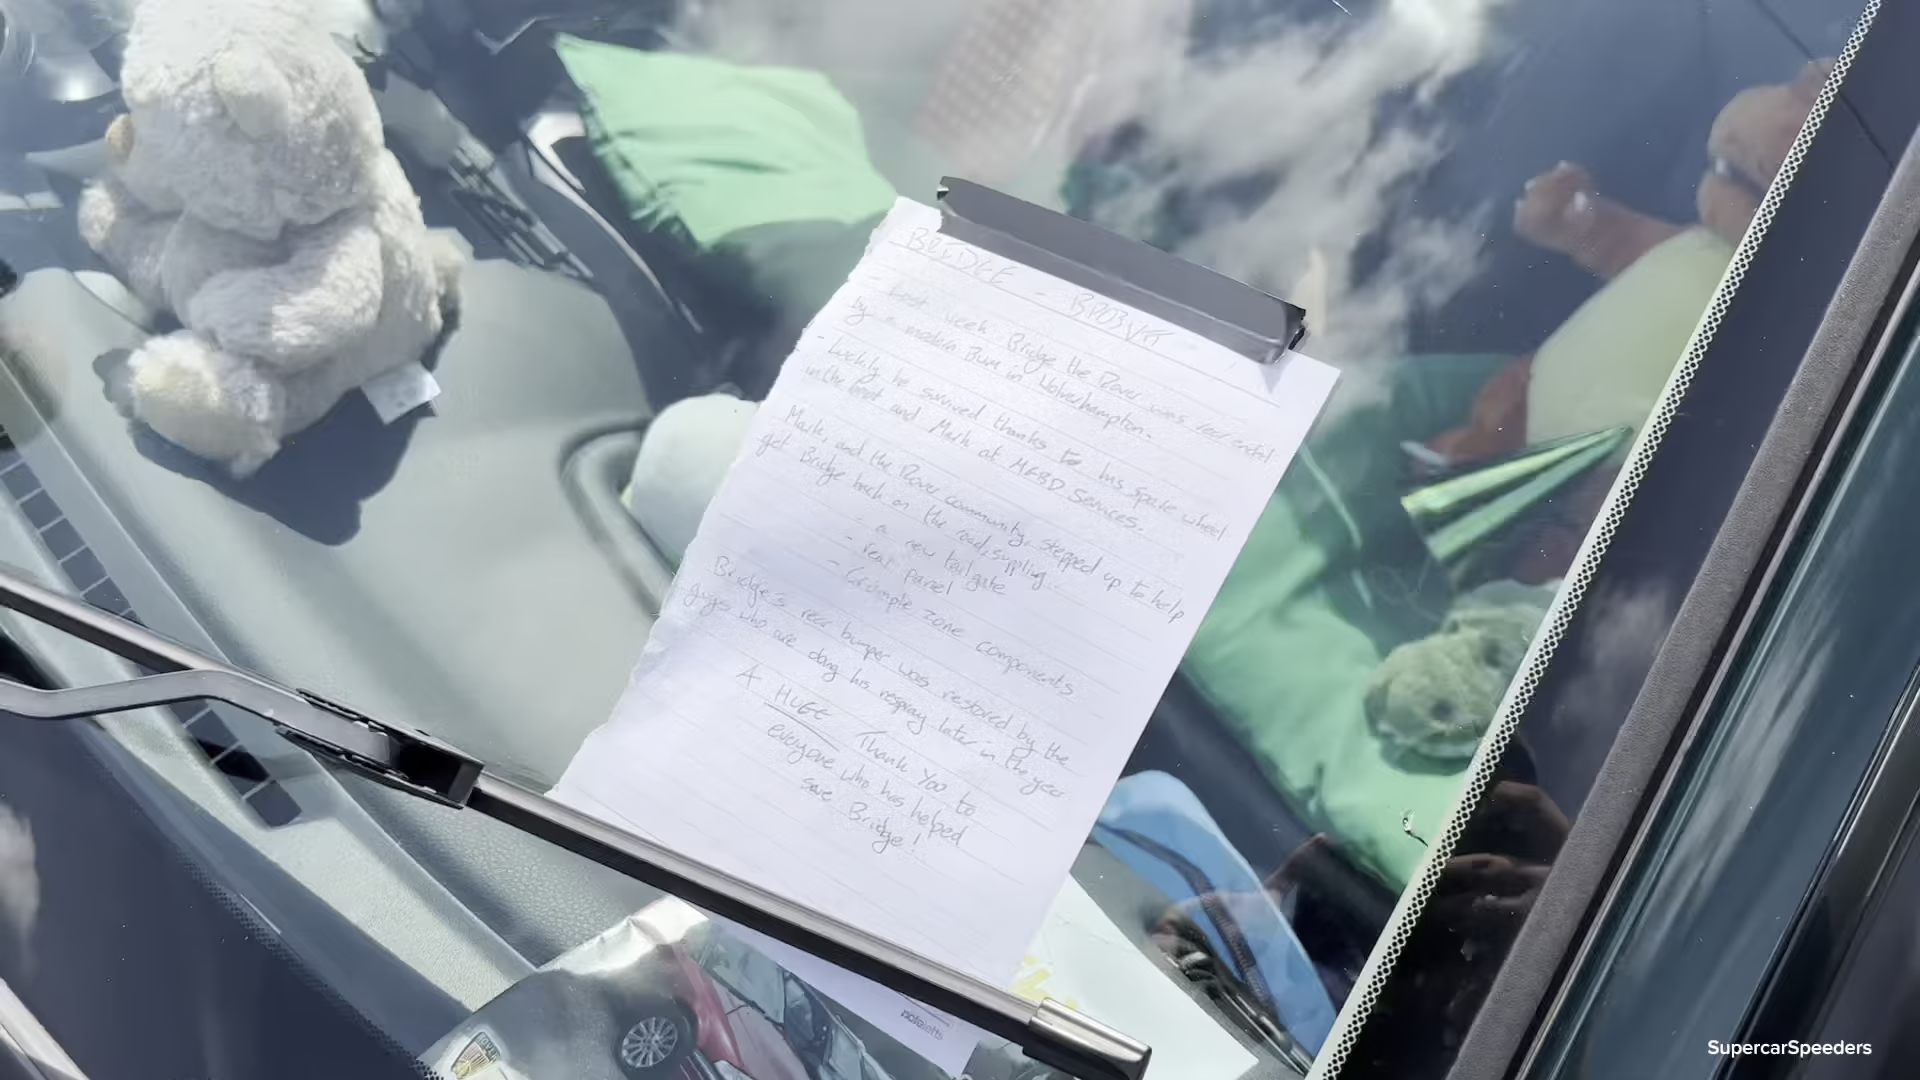 BRIDGE -
- Last week Bridge the Rover was rear ended
by a modern Bmw in Wolverhampton.
- Luckily he survived thanks to his spare wheel
in the boot and Mark at MFBD Services.
Mark, and the Rover community, stepped up to help
get Bridge back on the road, suppling:
- a new tailgate
- rear panel
- Crumple zone components
Bridge's rear bumper was restored by the
guys who are doing his respray later in the year.
A HUGE Thank You to
everyone who has helped
save Bridge!
SupercarSpeeders